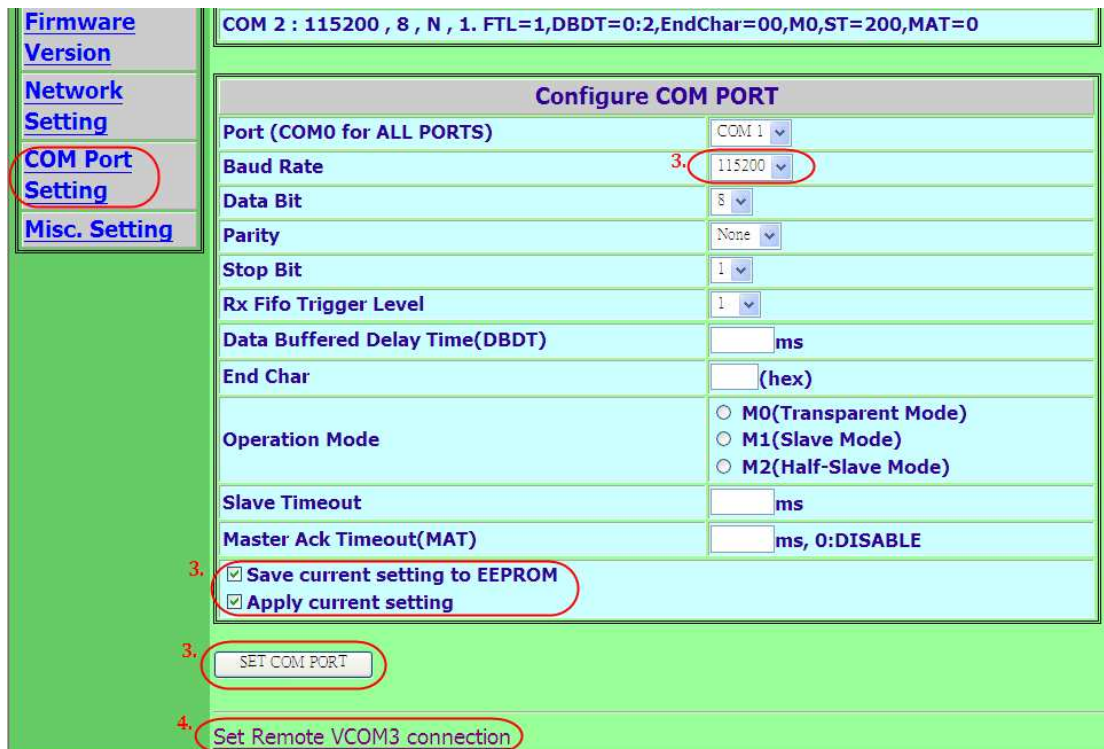 Firmware
Version
Network
Setting
COM Port
Setting
Misc. Setting
COM 2 : 115200 , 8 , N , 1. FTL=1,DBDT=0:2,EndChar=00,M0,ST=200,MAT=0
Configure COM PORT
Port (COM0 for ALL PORTS) COM 1
Baud Rate 3. 115200
Data Bit 8
Parity None
Stop Bit 1
Rx Fifo Trigger Level 1
Data Buffered Delay Time(DBDT) ms
End Char (hex)
M0(Transparent Mode)
Operation Mode M1(Slave Mode)
M2(Half-Slave Mode)
Slave Timeout ms
Master Ack Timeout(MAT) ms, 0:DISABLE
3. Save current setting to EEPROM
Apply current setting
3. SET COM PORT
4. Set Remote VCOM3 connection